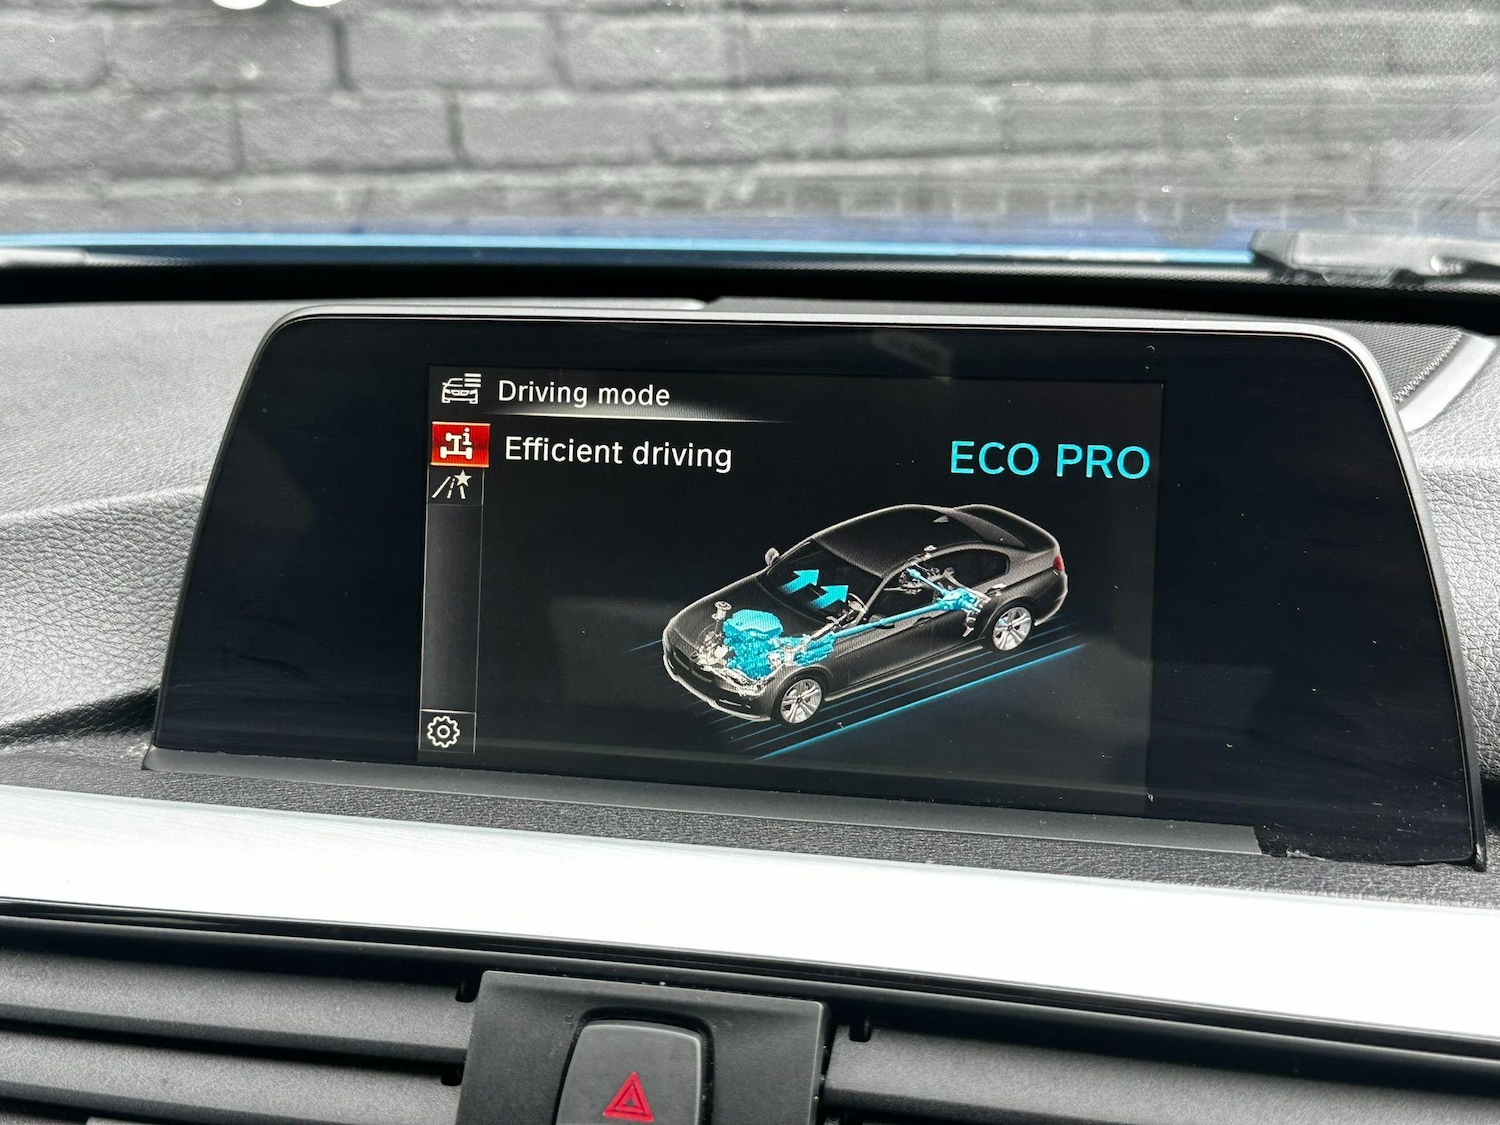 Driving mode
Efficient driving
ECO PRO